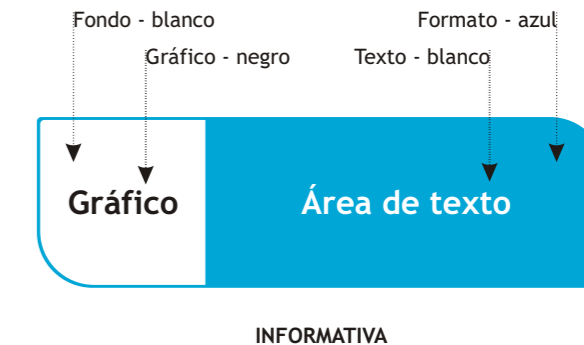 Fondo - blanco
Formato - azul
Gráfico - negro
Texto - blanco
Gráfico
Área de texto
INFORMATIVA